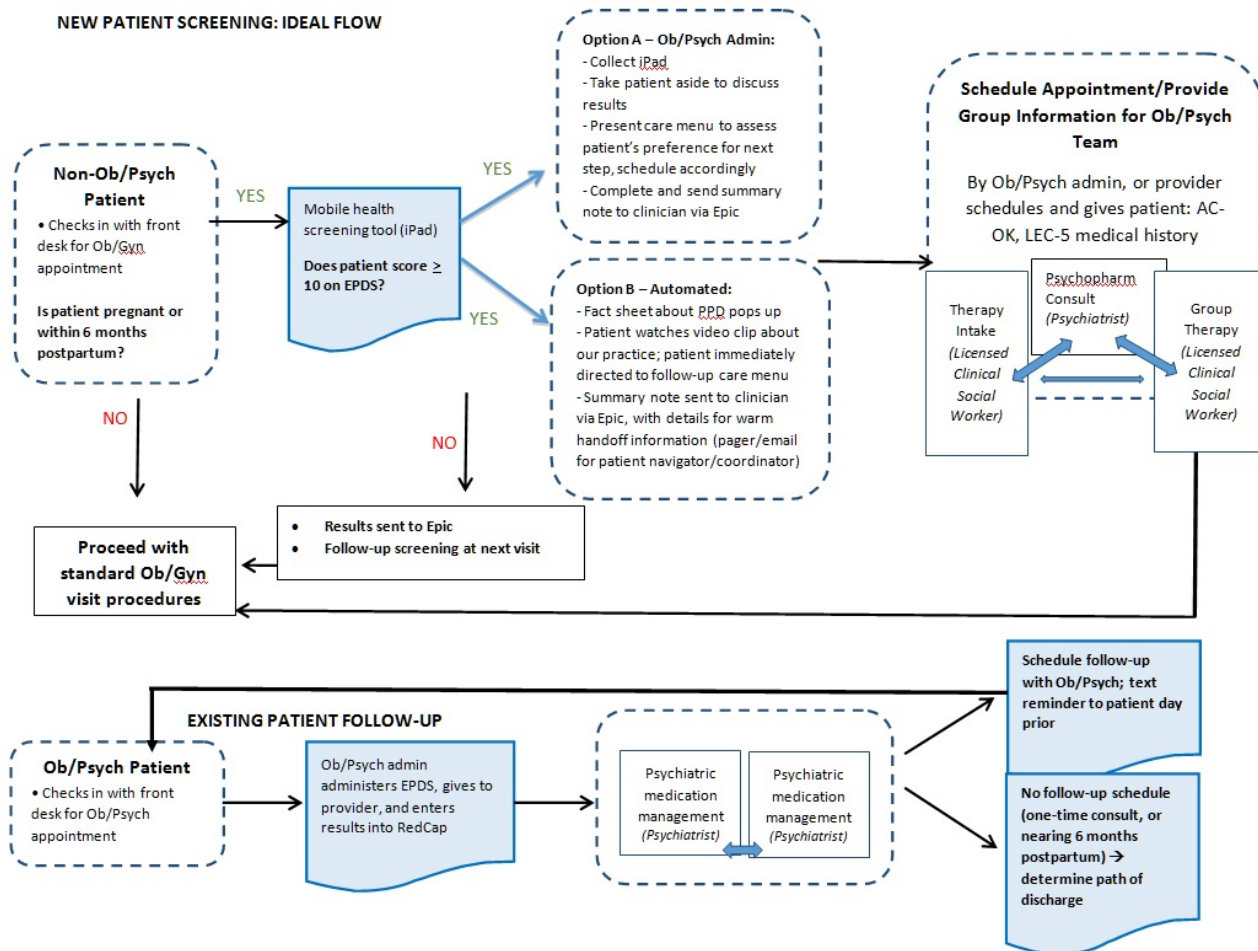 NEW PATIENT SCREENING: IDEAL FLOW
Non-Ob/Psych
Patient
• Checks in with front
desk for Ob/Gyn
appointment
Is patient pregnant or
within 6 months
postpartum?
YES
NO
Mobile health
screening tool (iPad)
Does patient score ≥
10 on EPDS?
YES
YES
NO
Option A – Ob/Psych Admin:
- Collect iPad
- Take patient aside to discuss
results
- Present care menu to assess
patient's preference for next
step, schedule accordingly
- Complete and send summary
note to clinician via Epic
Option B – Automated:
- Fact sheet about PPD pops up
- Patient watches video clip about
our practice; patient immediately
directed to follow-up care menu
- Summary note sent to clinician
via Epic, with details for warm
handoff information (pager/email
for patient navigator/coordinator)
Schedule Appointment/Provide
Group Information for Ob/Psych
Team
By Ob/Psych admin, or provider
schedules and gives patient: AC-
OK, LEC-5 medical history
Therapy
Intake
(Licensed
Clinical
Social
Worker)
Psychopharm
Consult
(Psychiatrist)
Group
Therapy
(Licensed
Clinical
Social
Worker)
• Results sent to Epic
• Follow-up screening at next visit
Proceed with
standard Ob/Gyn
visit procedures
EXISTING PATIENT FOLLOW-UP
Ob/Psych Patient
• Checks in with front
desk for Ob/Psych
appointment
Ob/Psych admin
administers EPDS, gives to
provider, and enters
results into RedCap
Psychiatric
medication
management
(Psychiatrist)
Psychiatric
medication
management
(Psychiatrist)
Schedule follow-up
with Ob/Psych; text
reminder to patient day
prior
No follow-up schedule
(one-time consult, or
nearing 6 months
postpartum) →
determine path of
discharge